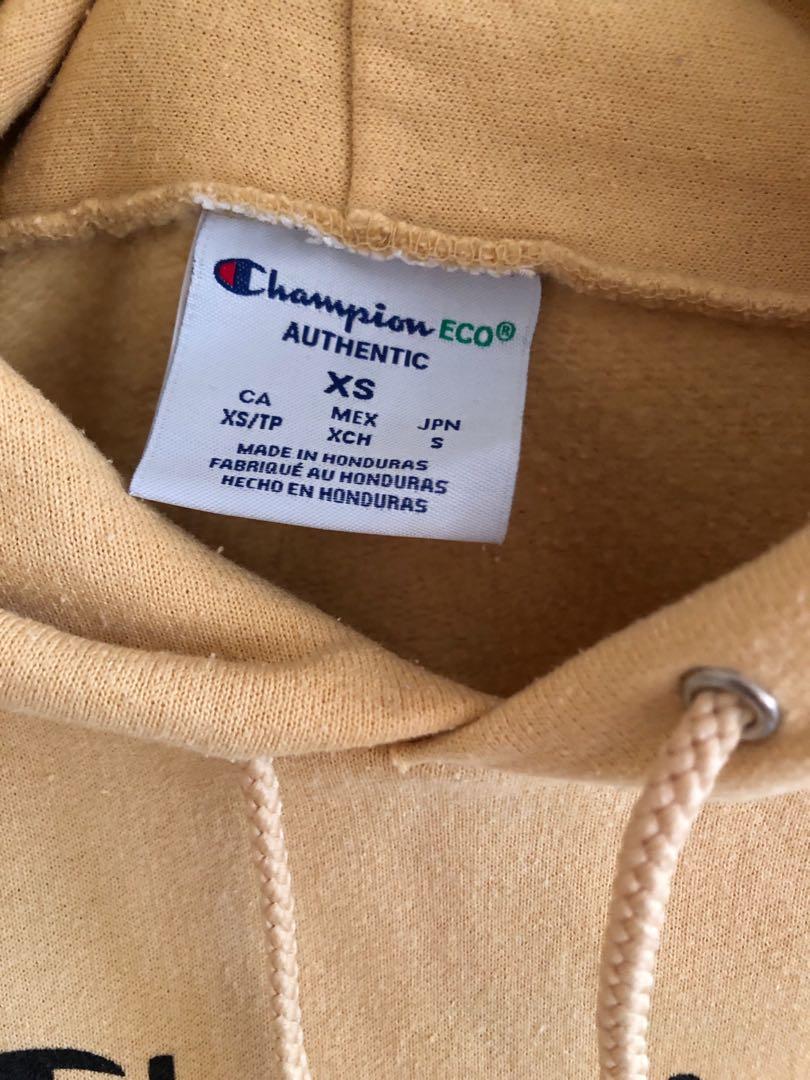 Champion ECO®
AUTHENTIC
XS
CA MEX JPN
XS/TP XCH S
MADE IN HONDURAS
FABRIQUÉ AU HONDURAS
HECHO EN HONDURAS